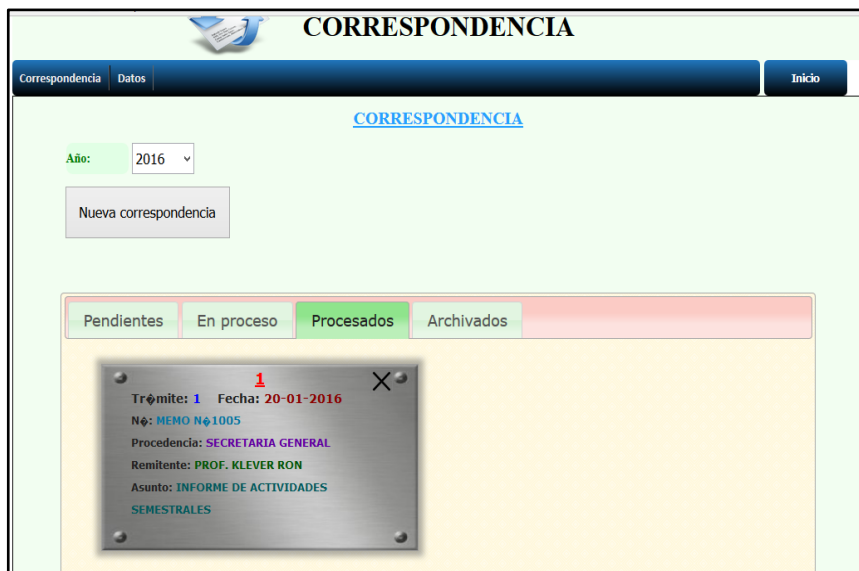 CORRESPONDENCIA
Correspondencia Datos Inicio
CORRESPONDENCIA
Año: 2016
Nueva correspondencia
Pendientes En proceso Procesados Archivados
1
Tr�mite: 1 Fecha: 20-01-2016
N�: MEMO N�1005
Procedencia: SECRETARIA GENERAL
Remitente: PROF. KLEVER RON
Asunto: INFORME DE ACTIVIDADES
SEMESTRALES